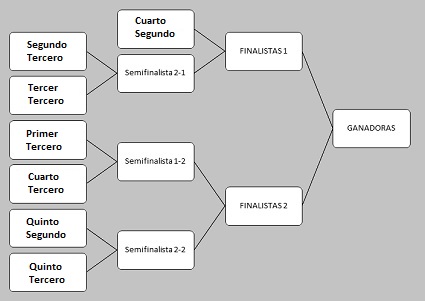 Cuarto
Segundo
Segundo
Tercero
FINALISTAS 1
Semifinalista 2-1
Tercer
Tercero
GANADORAS
Primer
Tercero
Semifinalista 1-2
Cuarto
Tercero
FINALISTAS 2
Quinto
Segundo
Semifinalista 2-2
Quinto
Tercero